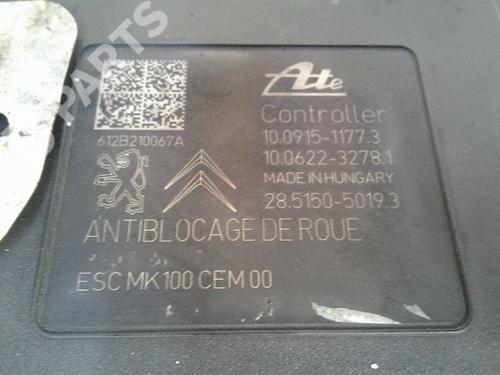 PARTS
Ate
Controller
612B210067A
10.0915-1177.3
10.0622-3278.1
MADE IN HUNGARY
28.5150-5019.3
ANTIBLOCAGE DE ROUE
ESC MK100 CEM 00